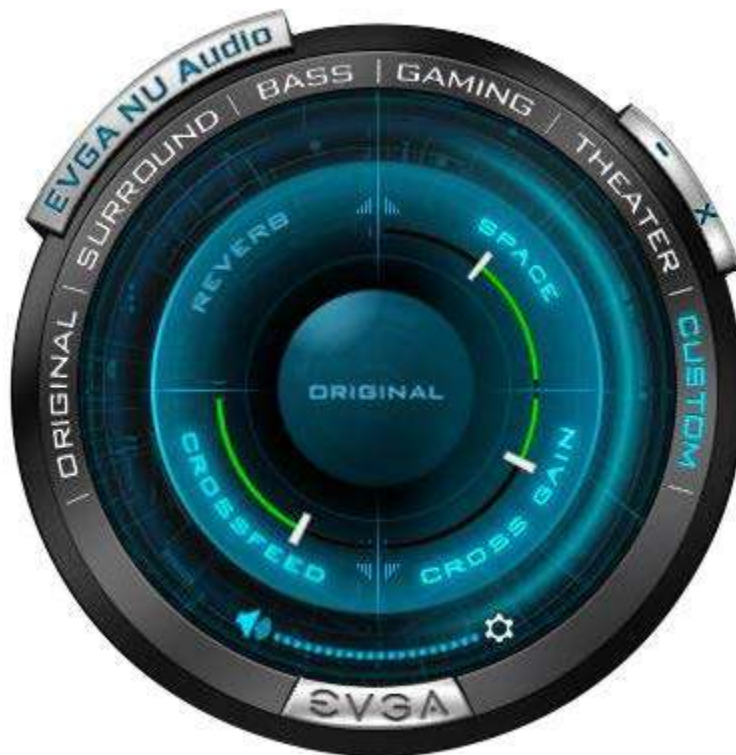 EVGA NU Audio
ORIGINAL | SURROUND | BASS | GAMING | THEATER | CUSTOM
- X
REVERB
SPACE
ORIGINAL
CROSSFEED
CROSS GAIN
EVGA